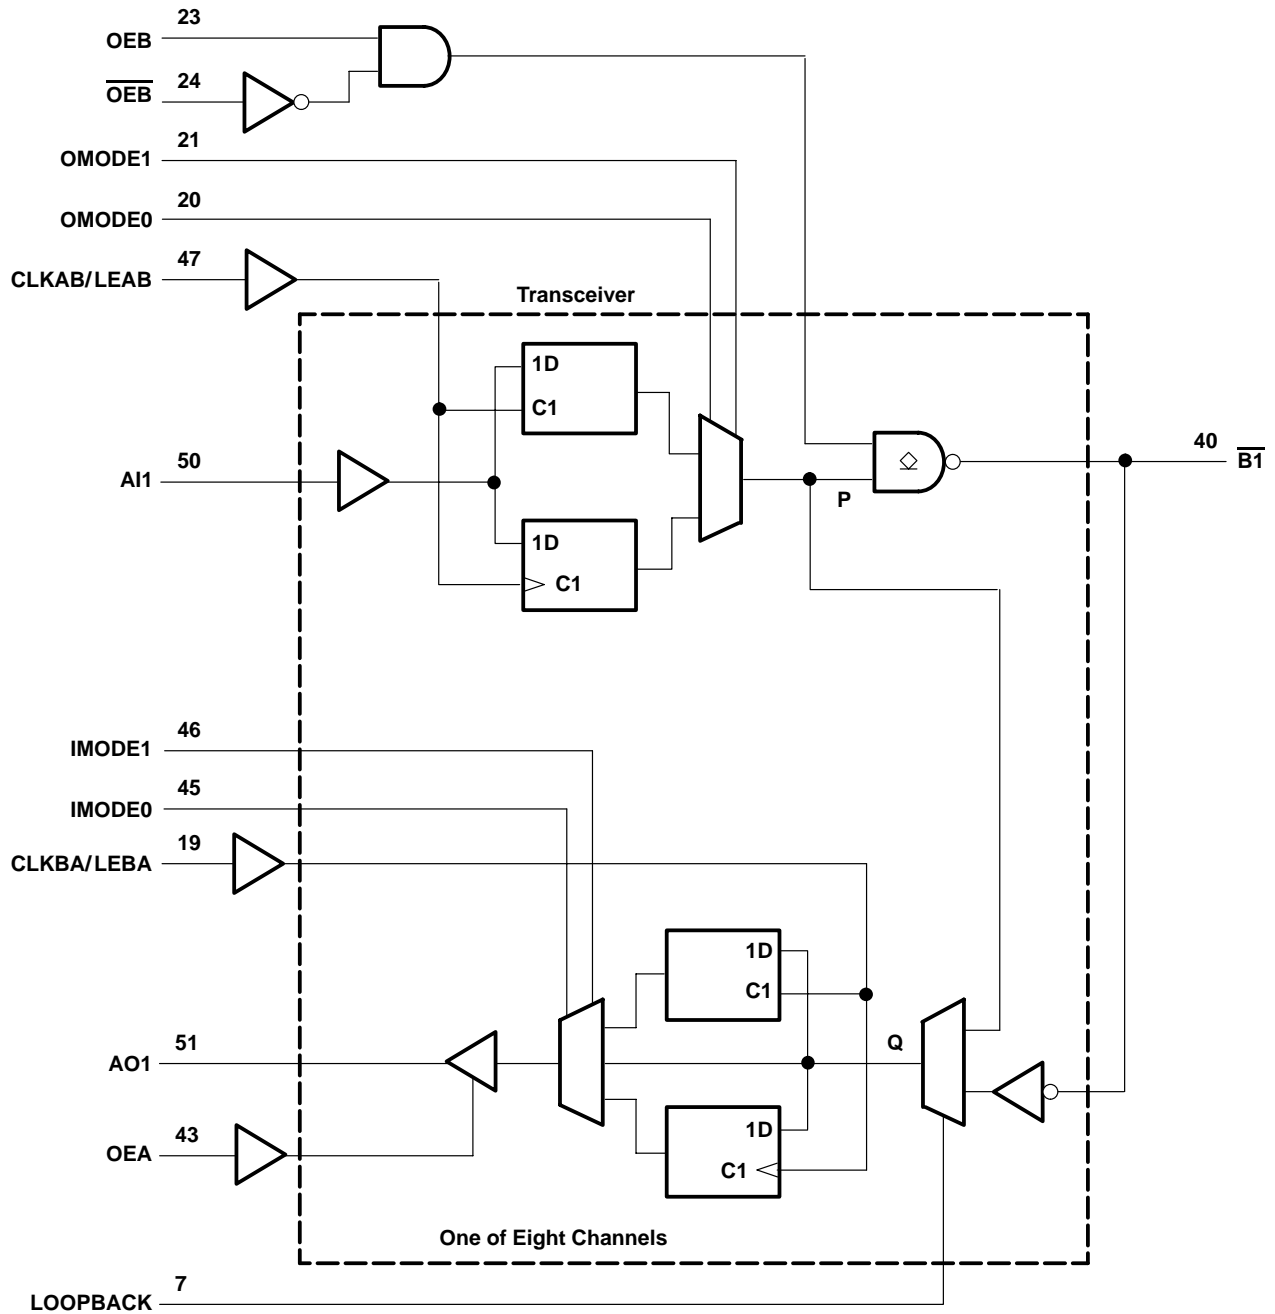 23
OEB
24
O̅E̅B̅
21
OMODE1
20
OMODE0
47
CLKAB/LEAB
Transceiver
1D
C1
50
AI1
P
40
B̅1̅
1D
C1
46
IMODE1
45
IMODE0
19
CLKBA/LEBA
1D
C1
51
AO1
Q
43
OEA
1D
C1
One of Eight Channels
7
LOOPBACK